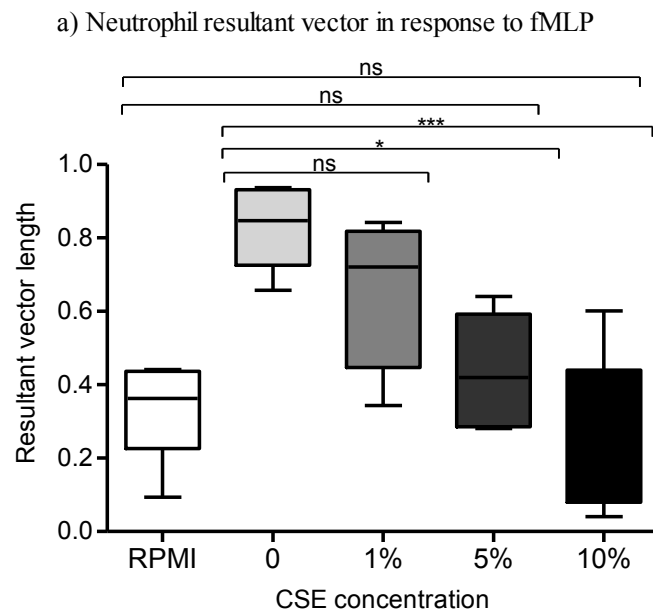 a) Neutrophil resultant vector in response to fMLP
ns
ns
***
*
ns
1.0
0.8
0.6
0.4
0.2
0.0
Resultant vector length
RPMI 0 1% 5% 10%
CSE concentration